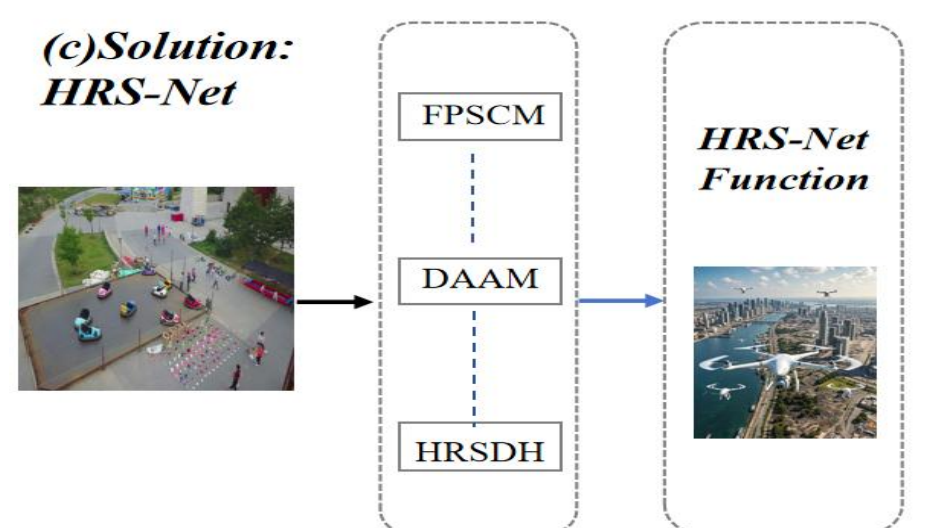 (c)Solution:
HRS-Net
FPSCM
DAAM
HRSDH
HRS-Net
Function